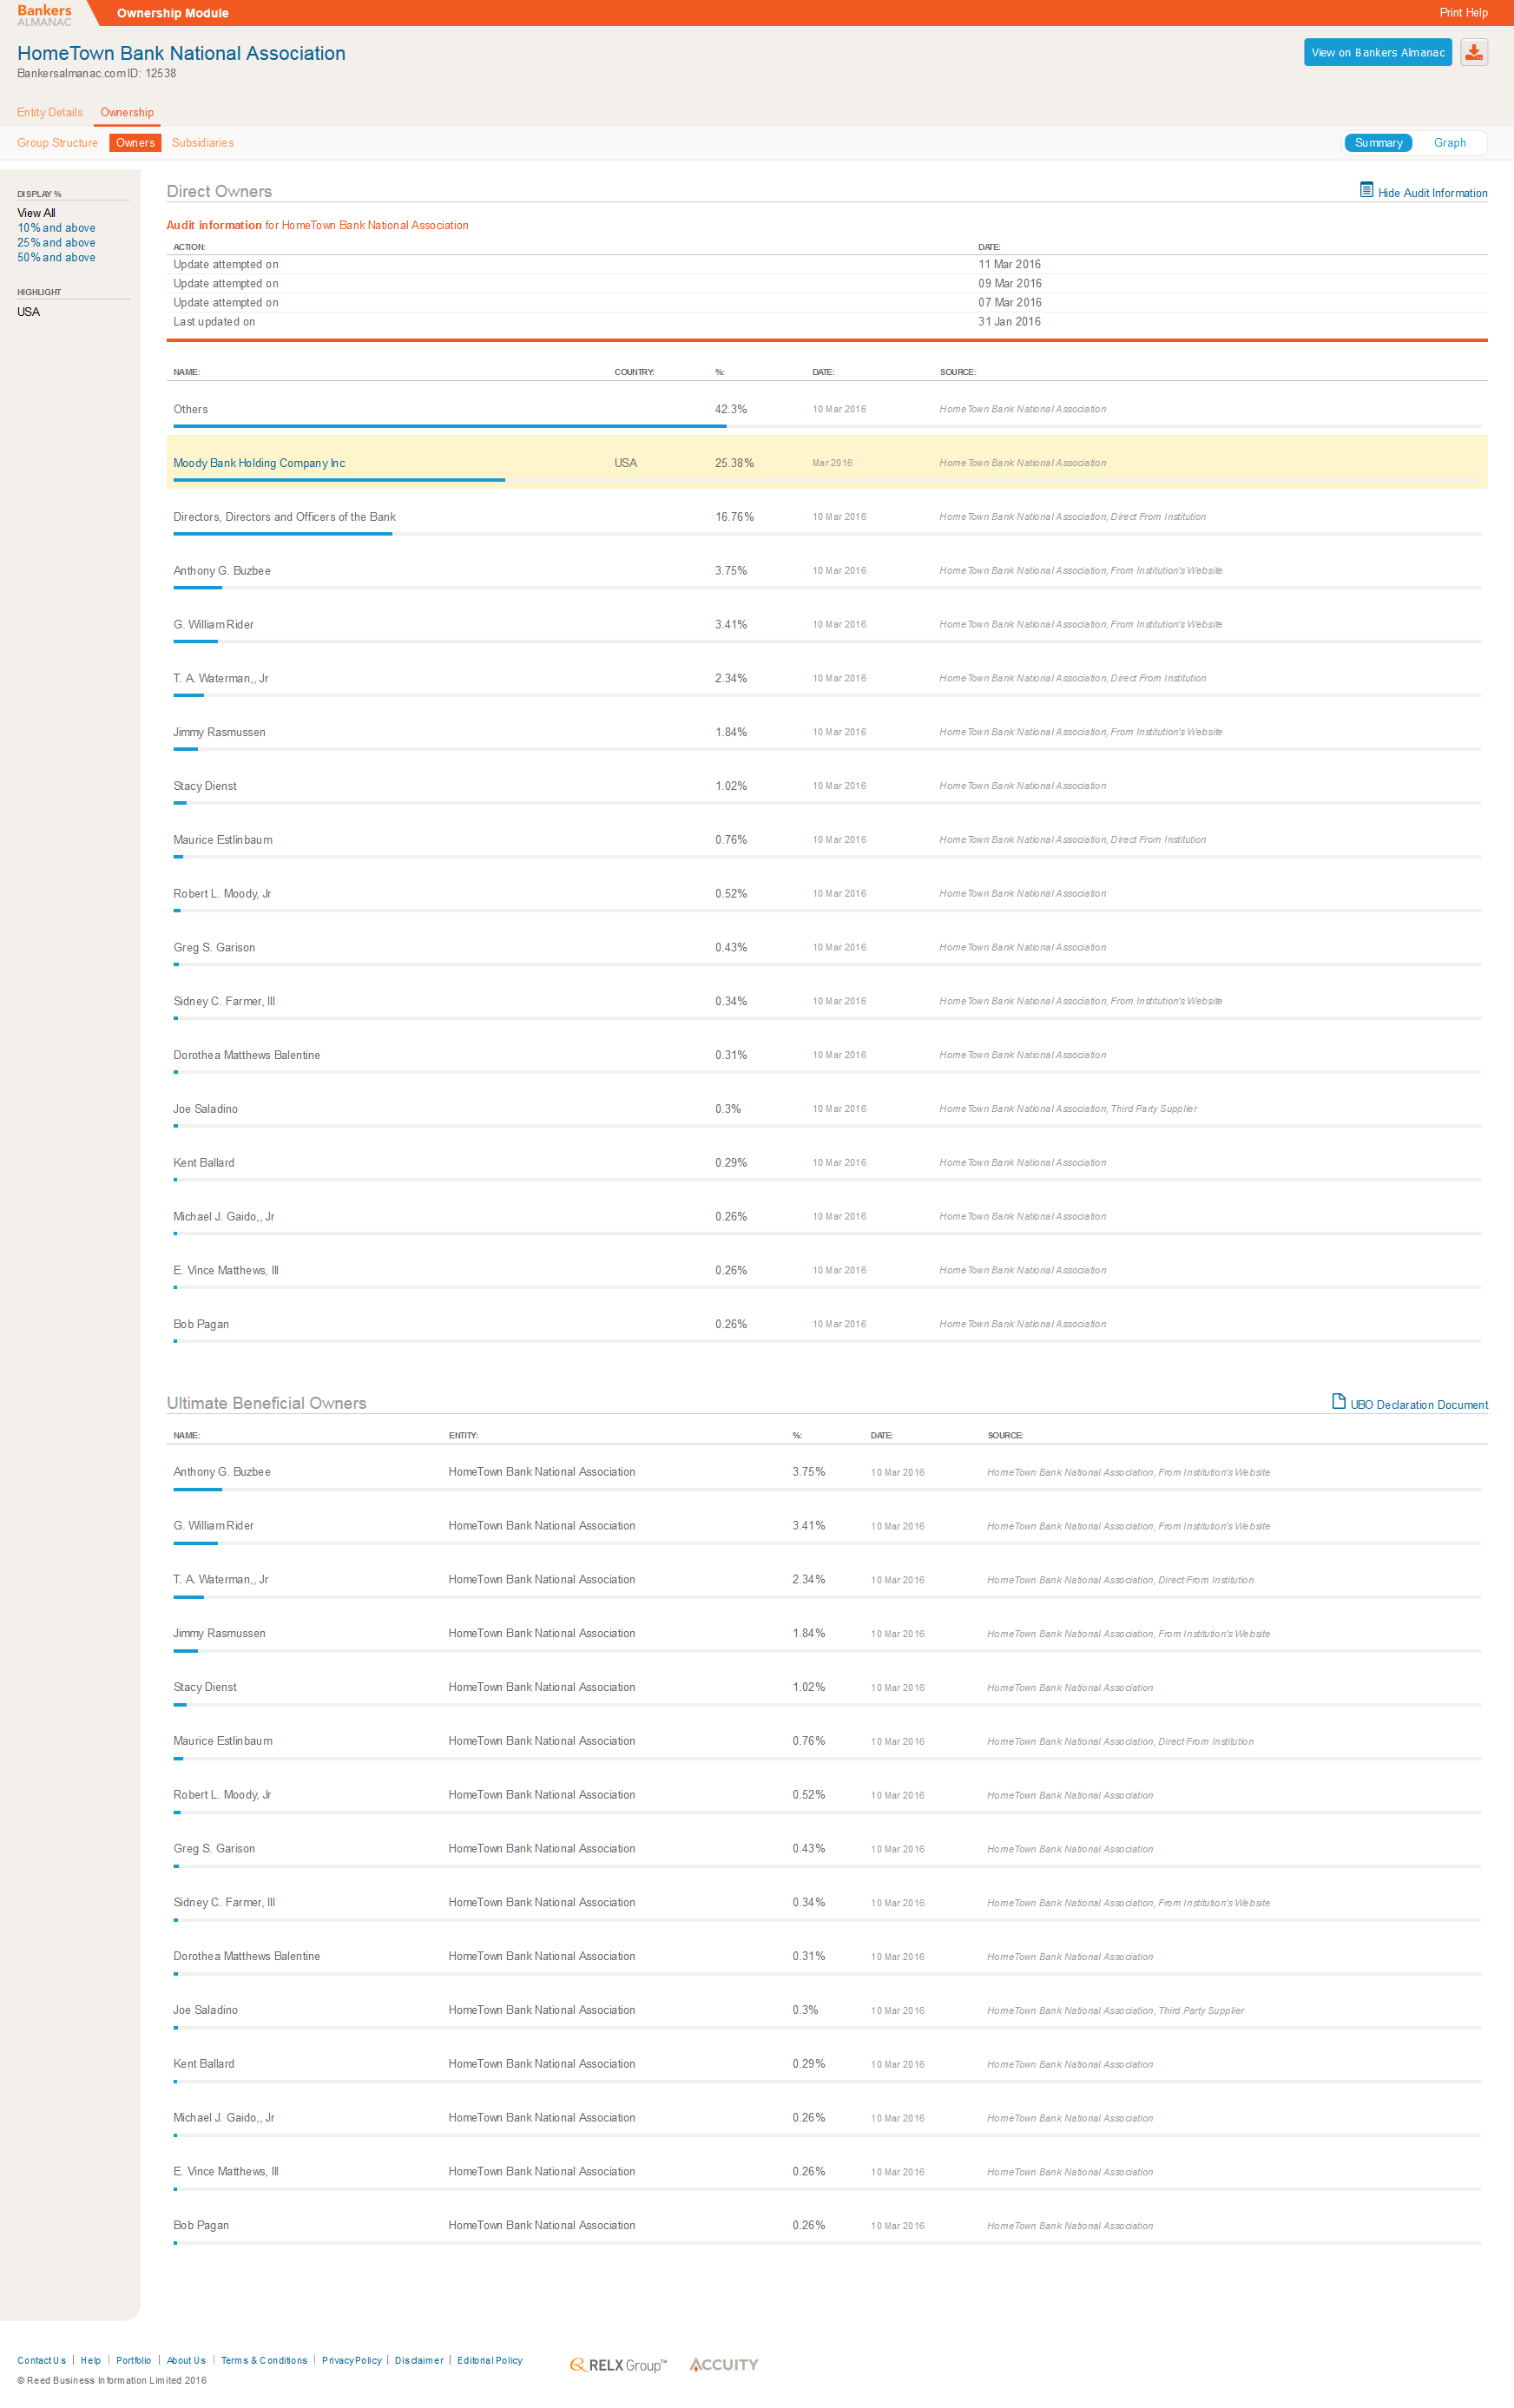 Bankers
ALMANAC
Ownership Module
Print Help
HomeTown Bank National Association
Bankersalmanac.com ID: 12538
View on Bankers Almanac
Entity Details Ownership
Group Structure Owners Subsidiaries
Summary Graph
DISPLAY %
View All
10% and above
25% and above
50% and above
HIGHLIGHT
USA
Direct Owners
Hide Audit Information
Audit information for HomeTown Bank National Association
ACTION: DATE:
Update attempted on 11 Mar 2016
Update attempted on 09 Mar 2016
Update attempted on 07 Mar 2016
Last updated on 31 Jan 2016
NAME: COUNTRY: %: DATE: SOURCE:
Others 42.3% 10 Mar 2016 HomeTown Bank National Association
Moody Bank Holding Company Inc USA 25.38% Mar 2016 HomeTown Bank National Association
Directors, Directors and Officers of the Bank 16.76% 10 Mar 2016 HomeTown Bank National Association, Direct From Institution
Anthony G. Buzbee 3.75% 10 Mar 2016 HomeTown Bank National Association, From Institution's Website
G. William Rider 3.41% 10 Mar 2016 HomeTown Bank National Association, From Institution's Website
T. A. Waterman,, Jr 2.34% 10 Mar 2016 HomeTown Bank National Association, Direct From Institution
Jimmy Rasmussen 1.84% 10 Mar 2016 HomeTown Bank National Association, From Institution's Website
Stacy Dienst 1.02% 10 Mar 2016 HomeTown Bank National Association
Maurice Estlinbaum 0.76% 10 Mar 2016 HomeTown Bank National Association, Direct From Institution
Robert L. Moody, Jr 0.52% 10 Mar 2016 HomeTown Bank National Association
Greg S. Garison 0.43% 10 Mar 2016 HomeTown Bank National Association
Sidney C. Farmer, III 0.34% 10 Mar 2016 HomeTown Bank National Association, From Institution's Website
Dorothea Matthews Balentine 0.31% 10 Mar 2016 HomeTown Bank National Association
Joe Saladino 0.3% 10 Mar 2016 HomeTown Bank National Association, Third Party Supplier
Kent Ballard 0.29% 10 Mar 2016 HomeTown Bank National Association
Michael J. Gaido,, Jr 0.26% 10 Mar 2016 HomeTown Bank National Association
E. Vince Matthews, III 0.26% 10 Mar 2016 HomeTown Bank National Association
Bob Pagan 0.26% 10 Mar 2016 HomeTown Bank National Association
Ultimate Beneficial Owners
UBO Declaration Document
NAME: ENTITY: %: DATE: SOURCE:
Anthony G. Buzbee HomeTown Bank National Association 3.75% 10 Mar 2016 HomeTown Bank National Association, From Institution's Website
G. William Rider HomeTown Bank National Association 3.41% 10 Mar 2016 HomeTown Bank National Association, From Institution's Website
T. A. Waterman,, Jr HomeTown Bank National Association 2.34% 10 Mar 2016 HomeTown Bank National Association, Direct From Institution
Jimmy Rasmussen HomeTown Bank National Association 1.84% 10 Mar 2016 HomeTown Bank National Association, From Institution's Website
Stacy Dienst HomeTown Bank National Association 1.02% 10 Mar 2016 HomeTown Bank National Association
Maurice Estlinbaum HomeTown Bank National Association 0.76% 10 Mar 2016 HomeTown Bank National Association, Direct From Institution
Robert L. Moody, Jr HomeTown Bank National Association 0.52% 10 Mar 2016 HomeTown Bank National Association
Greg S. Garison HomeTown Bank National Association 0.43% 10 Mar 2016 HomeTown Bank National Association
Sidney C. Farmer, III HomeTown Bank National Association 0.34% 10 Mar 2016 HomeTown Bank National Association, From Institution's Website
Dorothea Matthews Balentine HomeTown Bank National Association 0.31% 10 Mar 2016 HomeTown Bank National Association
Joe Saladino HomeTown Bank National Association 0.3% 10 Mar 2016 HomeTown Bank National Association, Third Party Supplier
Kent Ballard HomeTown Bank National Association 0.29% 10 Mar 2016 HomeTown Bank National Association
Michael J. Gaido,, Jr HomeTown Bank National Association 0.26% 10 Mar 2016 HomeTown Bank National Association
E. Vince Matthews, III HomeTown Bank National Association 0.26% 10 Mar 2016 HomeTown Bank National Association
Bob Pagan HomeTown Bank National Association 0.26% 10 Mar 2016 HomeTown Bank National Association
Contact Us | Help | Portfolio | About Us | Terms & Conditions | Privacy Policy | Disclaimer | Editorial Policy
RELX Group™ ACCUITY
© Reed Business Information Limited 2016